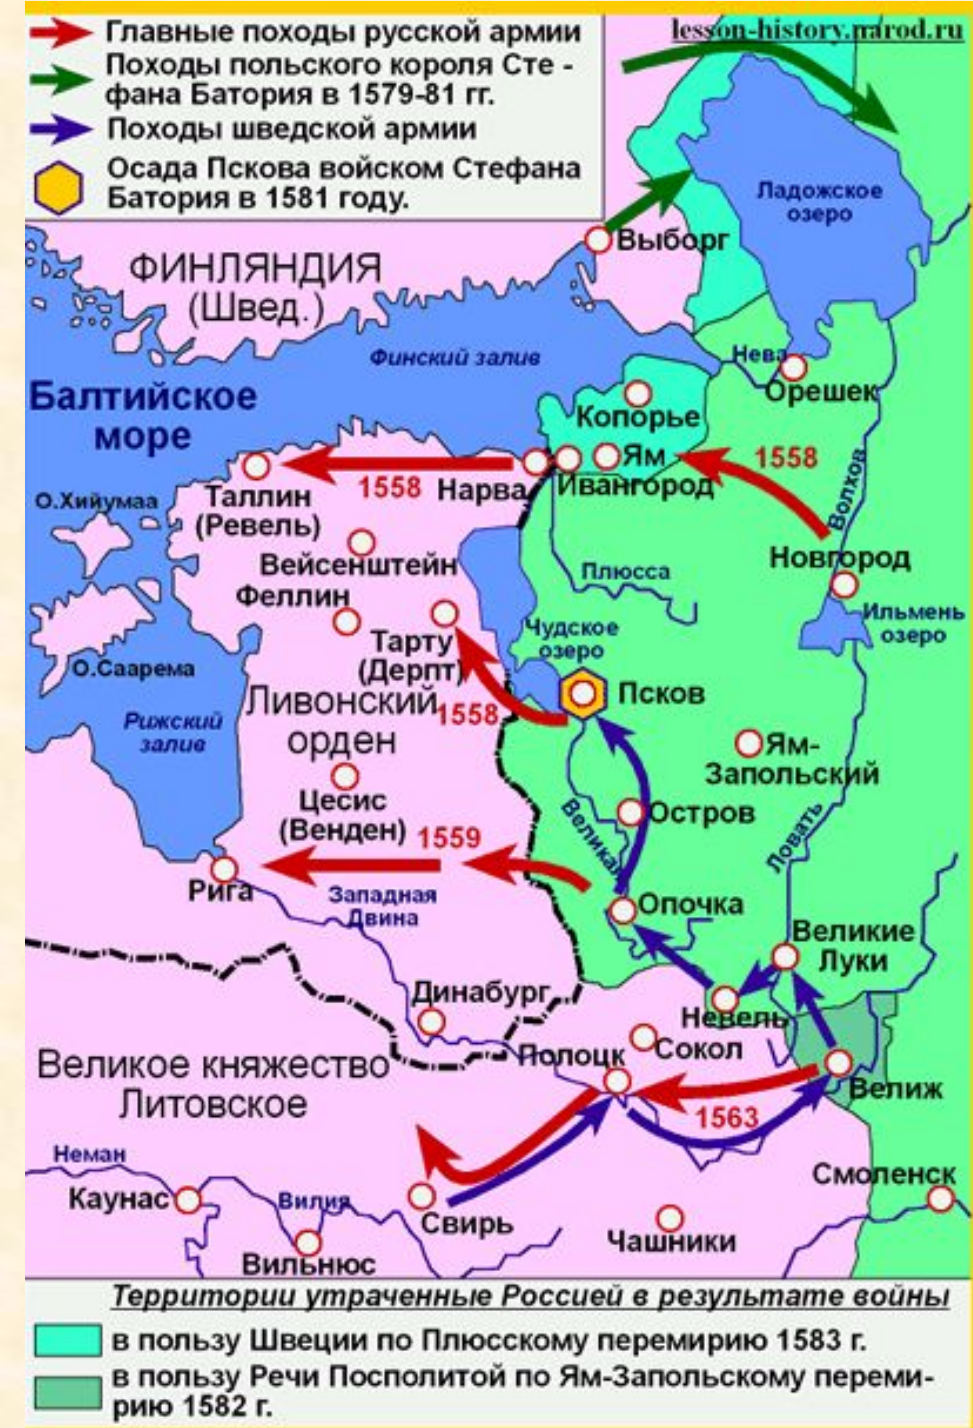 Главные походы русской армии
lesson-history.narod.ru
Походы польского короля Сте -
фана Батория в 1579-81 гг.
Походы шведской армии
Осада Пскова войском Стефана
Батория в 1581 году.
Ладожское
озеро
Выборг
ФИНЛЯНДИЯ
(Швед.)
Финский залив
Нева
Орешек
Балтийское
море
Копорье
Ям
1558
Ивангород
Нарва
1558
Таллин
(Ревель)
О.Хийумаа
Волхов
Новгород
Вейсенштейн
Плюсса
Феллин
Ильмень
озеро
Чудское
озеро
Тарту
(Дерпт)
О.Саарема
Псков
Ливонский
орден
1558
Рижский
залив
Ям-
Запольский
Цесис
(Венден)
Остров
Великая
Ловать
1559
Рига
Западная
Двина
Опочка
Великие
Луки
Динабург
Невель
Сокол
Полоцк
Велиж
Великое княжество
Литовское
1563
Неман
Каунас
Вилия
Свирь
Смоленск
Чашники
Вильнюс
Территории утраченные Россией в результате войны
в пользу Швеции по Плюсскому перемирию 1583 г.
в пользу Речи Посполитой по Ям-Запольскому переми-
рию 1582 г.